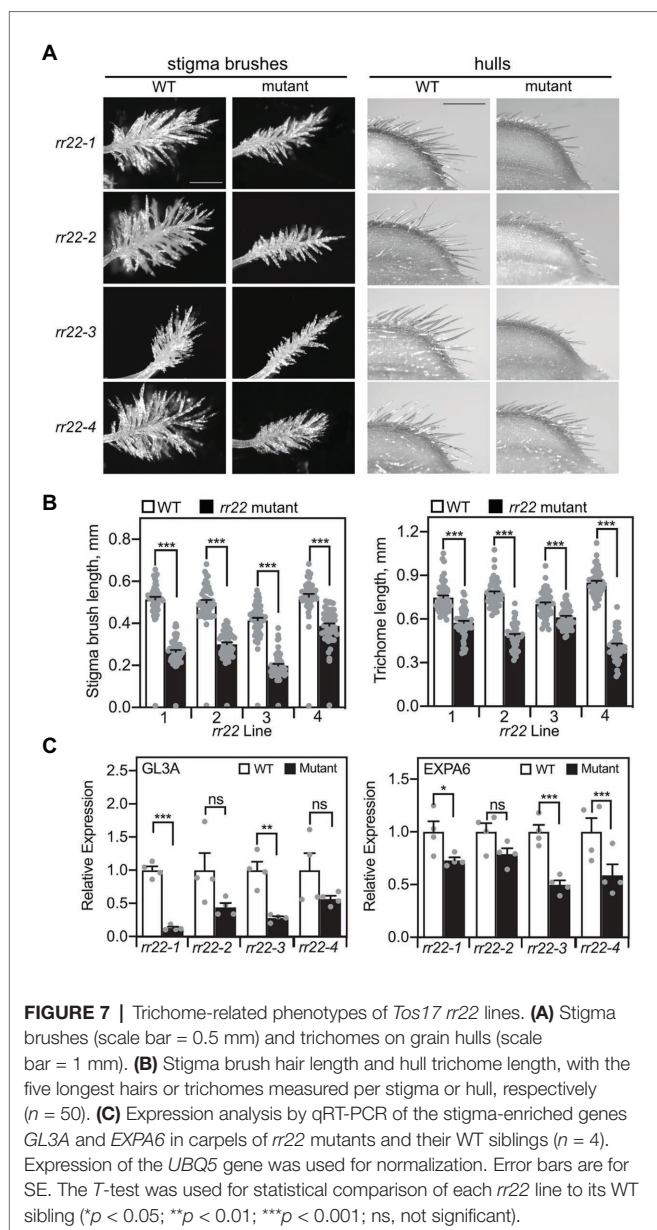 A
stigma brushes hulls
WT mutant WT mutant
rr22-1
rr22-2
rr22-3
rr22-4
B
WT rr22 mutant
Stigma brush length, mm
0.8
0.6
0.4
0.2
0.0
*** *** *** ***
1 2 3 4
rr22 Line
WT rr22 mutant
Trichome length, mm
1.2
0.9
0.6
0.3
0.0
*** *** *** ***
1 2 3 4
rr22 Line
C
GL3A WT Mutant
Relative Expression
2.5
2.0
1.5
1.0
0.5
0.0
*** ns ** ns
rr22-1 rr22-2 rr22-3 rr22-4
EXPA6 WT Mutant
Relative Expression
1.5
1.0
0.5
0.0
* ns *** ***
rr22-1 rr22-2 rr22-3 rr22-4
FIGURE 7 | Trichome-related phenotypes of Tos17 rr22 lines. (A) Stigma
brushes (scale bar = 0.5 mm) and trichomes on grain hulls (scale
bar = 1 mm). (B) Stigma brush hair length and hull trichome length, with the
five longest hairs or trichomes measured per stigma or hull, respectively
(n = 50). (C) Expression analysis by qRT-PCR of the stigma-enriched genes
GL3A and EXPA6 in carpels of rr22 mutants and their WT siblings (n = 4).
Expression of the UBQ5 gene was used for normalization. Error bars are for
SE. The T-test was used for statistical comparison of each rr22 line to its WT
sibling (*p < 0.05; **p < 0.01; ***p < 0.001; ns, not significant).